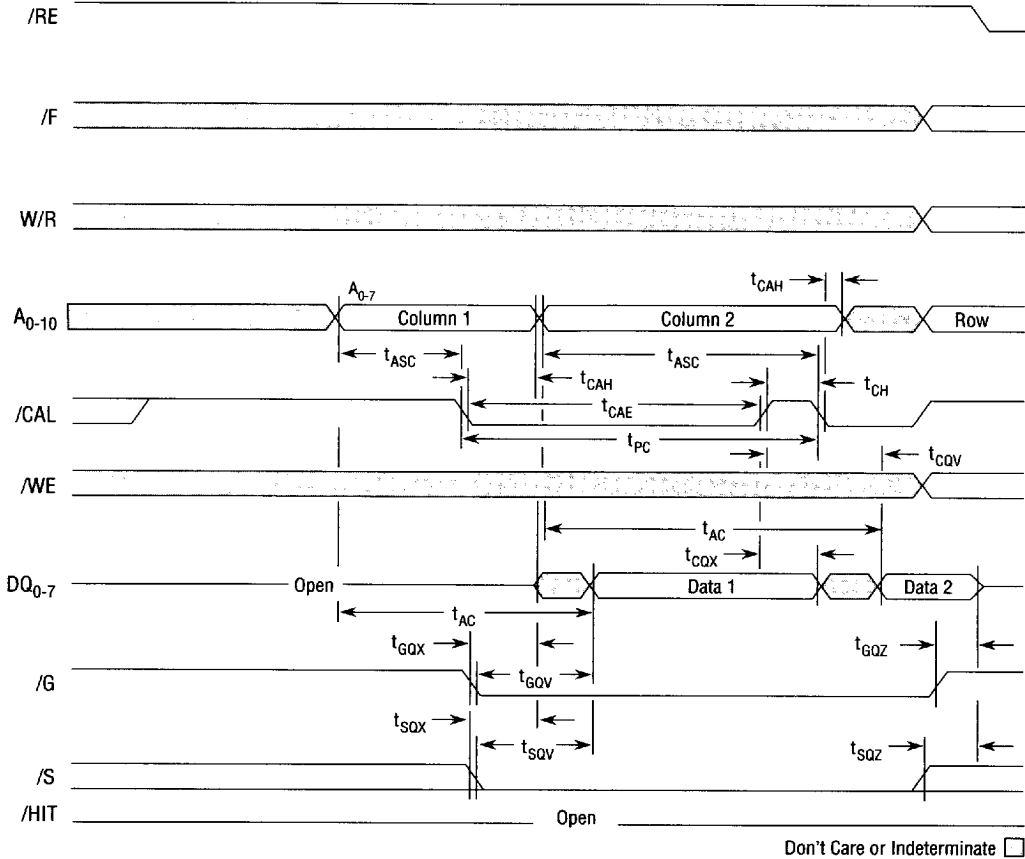 /RE
/F
W/R
tCAH
A0-7
A0-10 Column 1 Column 2 Row
tASC tASC
tCAH tCH
/CAL tCAE
tPC
tCQV
/WE
tAC
tCQX
DQ0-7 Open Data 1 Data 2
tAC
tGQX tGQZ
/G tGQV
tSQX
tSQV tSQZ
/S
/HIT Open
Don't Care or Indeterminate